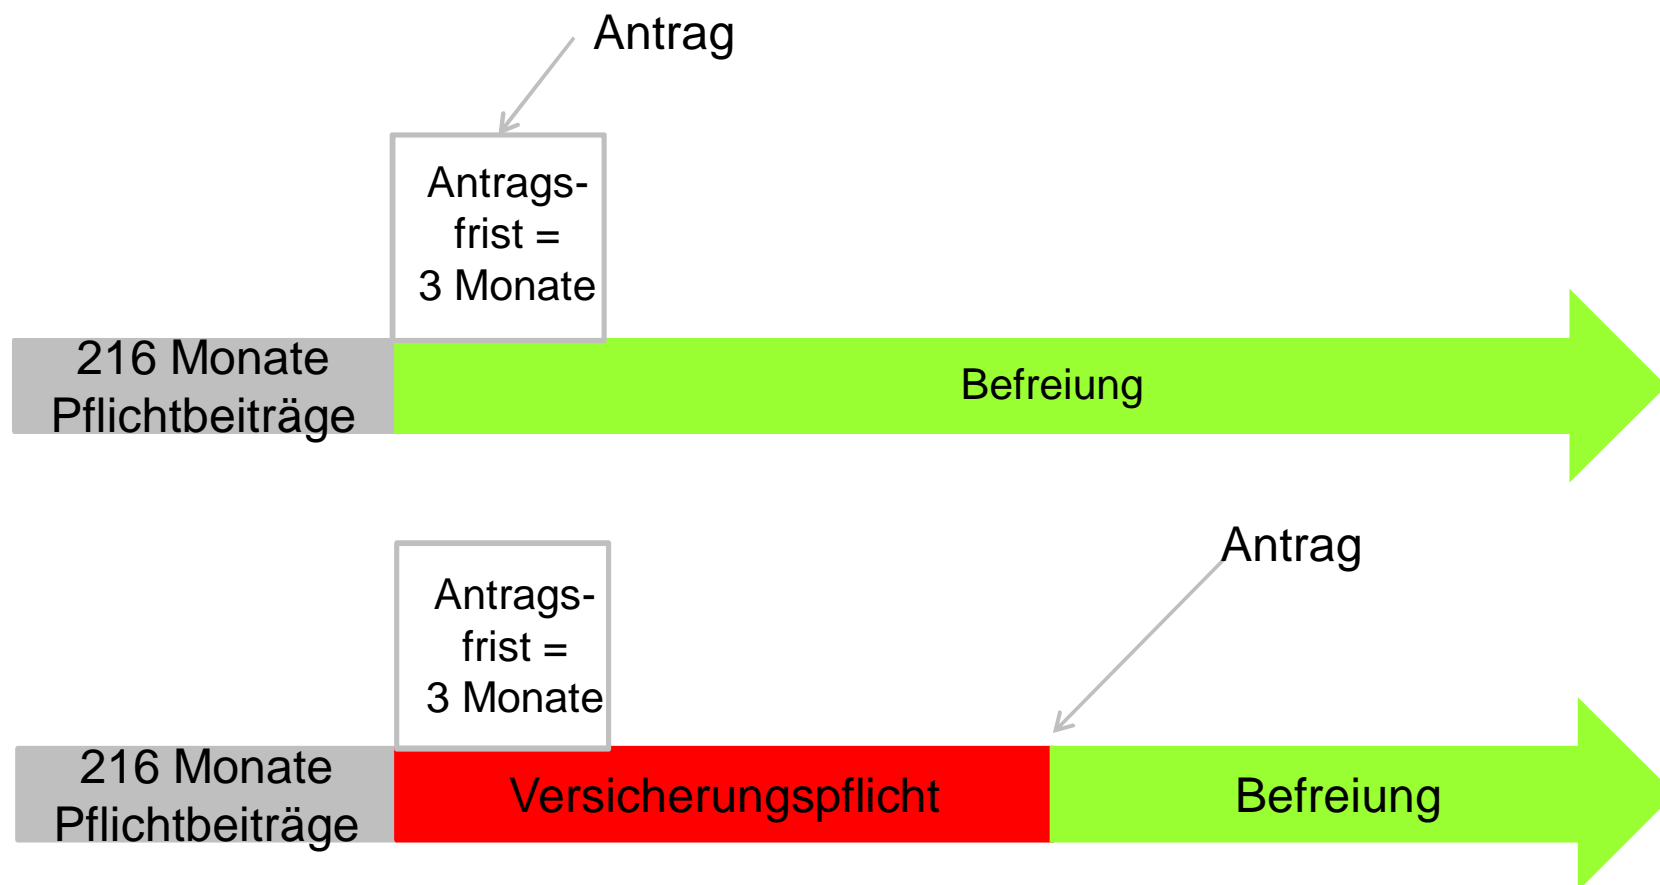 Antrag
Antrags-
frist =
3 Monate
216 Monate
Pflichtbeiträge
Befreiung
Antrag
Antrags-
frist =
3 Monate
216 Monate
Pflichtbeiträge
Versicherungspflicht
Befreiung